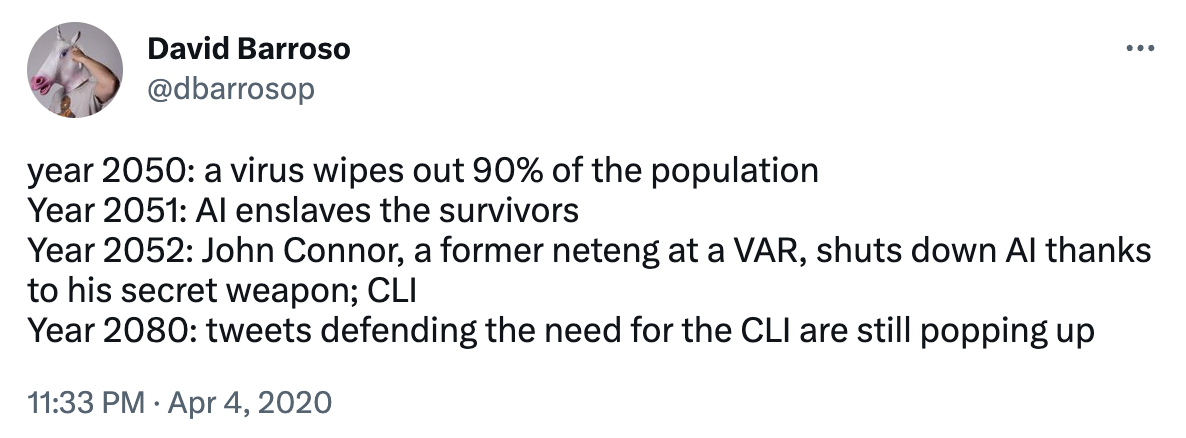 David Barroso
@dbarrosop
year 2050: a virus wipes out 90% of the population
Year 2051: AI enslaves the survivors
Year 2052: John Connor, a former neteng at a VAR, shuts down AI thanks
to his secret weapon; CLI
Year 2080: tweets defending the need for the CLI are still popping up
11:33 PM · Apr 4, 2020